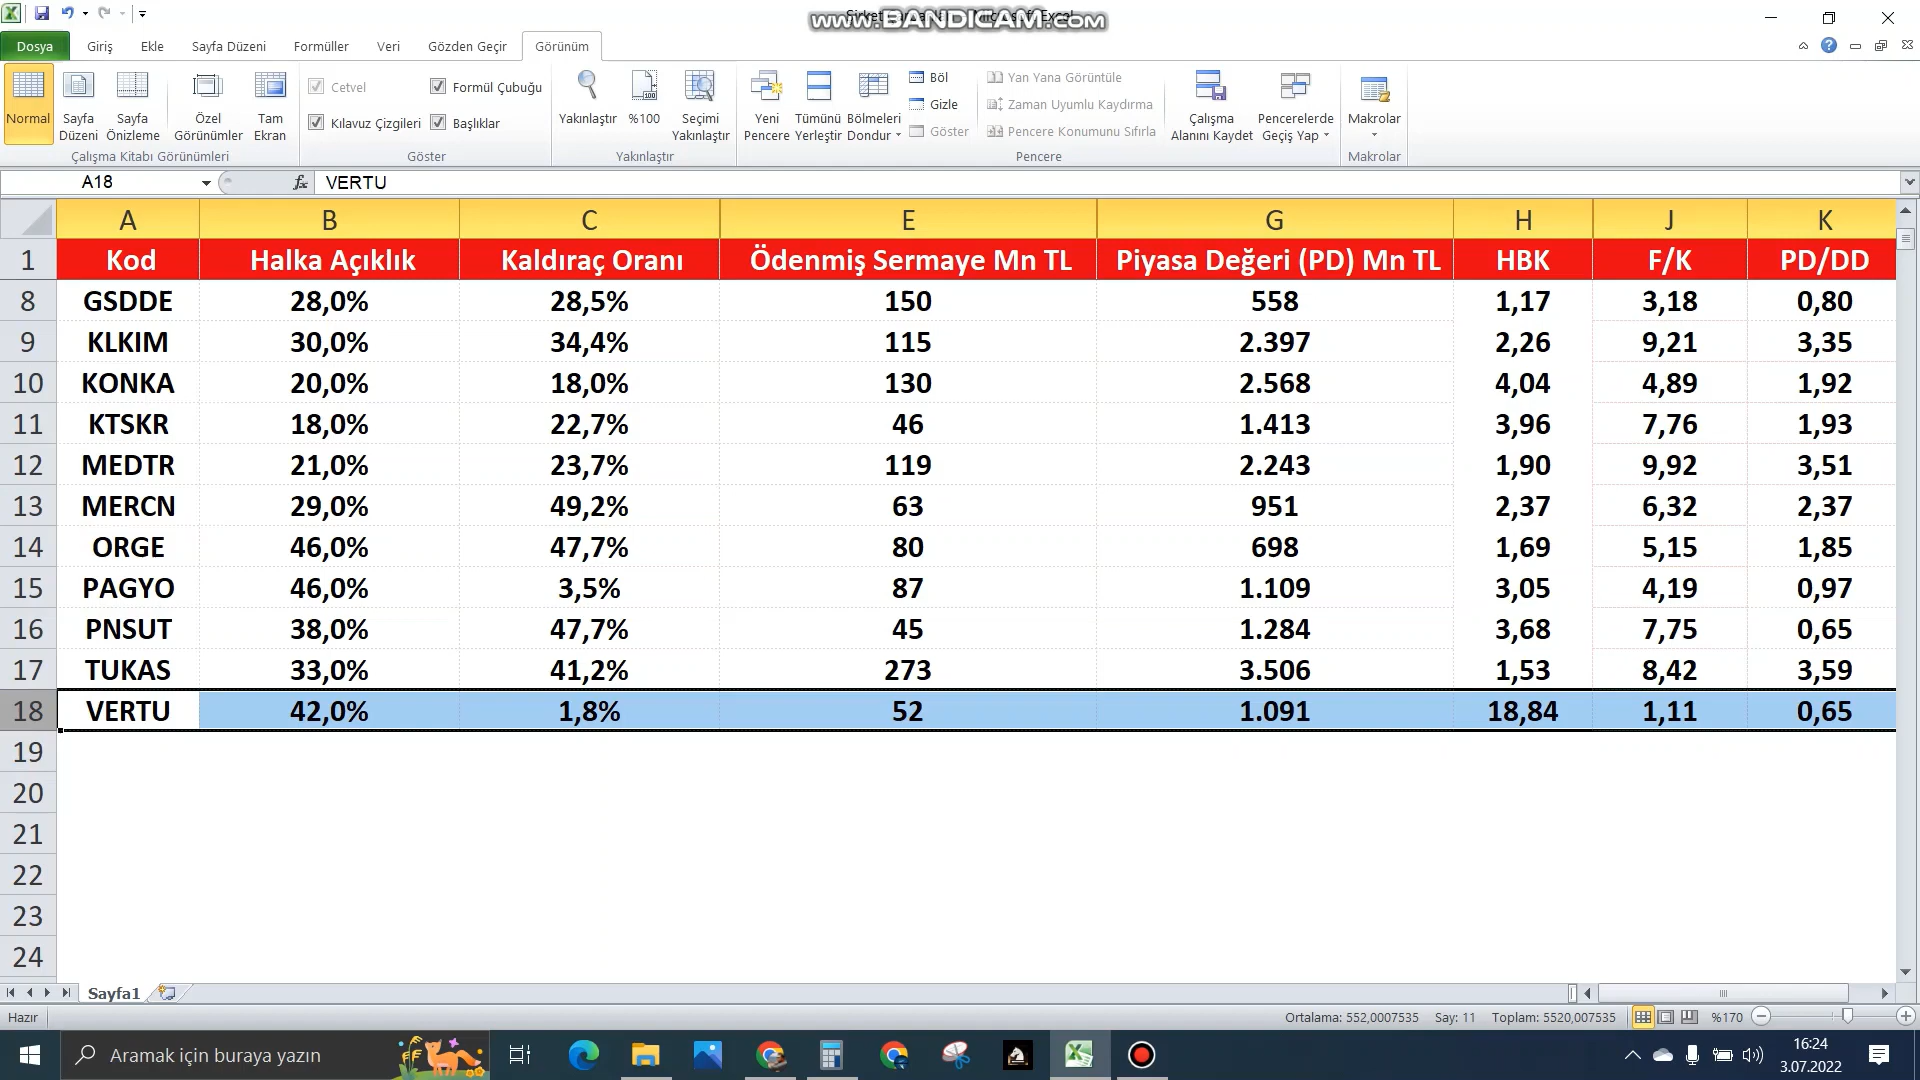 www.BANDICAM.com
Dosya Giriş Ekle Sayfa Düzeni Formüller Veri Gözden Geçir Görünüm
Normal
Sayfa Düzeni
Sayfa Önizleme
Özel Görünümler
Tam Ekran
Çalışma Kitabı Görünümleri
Cetvel
Formül Çubuğu
Kılavuz Çizgileri
Başlıklar
Göster
Yakınlaştır
%100
Seçimi Yakınlaştır
Yakınlaştır
Yeni Pencere
Tümünü Yerleştir
Bölmeleri Dondur
Böl
Gizle
Göster
Yan Yana Görüntüle
Zaman Uyumlu Kaydırma
Pencere Konumunu Sıfırla
Çalışma Alanını Kaydet
Pencerelerde Geçiş Yap
Pencere
Makrolar
Makrolar
A18 fx VERTU
A B C E G H J K
1 Kod Halka Açıklık Kaldıraç Oranı Ödenmiş Sermaye Mn TL Piyasa Değeri (PD) Mn TL HBK F/K PD/DD
8 GSDDE 28,0% 28,5% 150 558 1,17 3,18 0,80
9 KLKIM 30,0% 34,4% 115 2.397 2,26 9,21 3,35
10 KONKA 20,0% 18,0% 130 2.568 4,04 4,89 1,92
11 KTSKR 18,0% 22,7% 46 1.413 3,96 7,76 1,93
12 MEDTR 21,0% 23,7% 119 2.243 1,90 9,92 3,51
13 MERCN 29,0% 49,2% 63 951 2,37 6,32 2,37
14 ORGE 46,0% 47,7% 80 698 1,69 5,15 1,85
15 PAGYO 46,0% 3,5% 87 1.109 3,05 4,19 0,97
16 PNSUT 38,0% 47,7% 45 1.284 3,68 7,75 0,65
17 TUKAS 33,0% 41,2% 273 3.506 1,53 8,42 3,59
18 VERTU 42,0% 1,8% 52 1.091 18,84 1,11 0,65
19
20
21
22
23
24
Sayfa1
Hazır Ortalama: 552,0007535 Say: 11 Toplam: 5520,007535 %170
Aramak için buraya yazın
16:24
3.07.2022